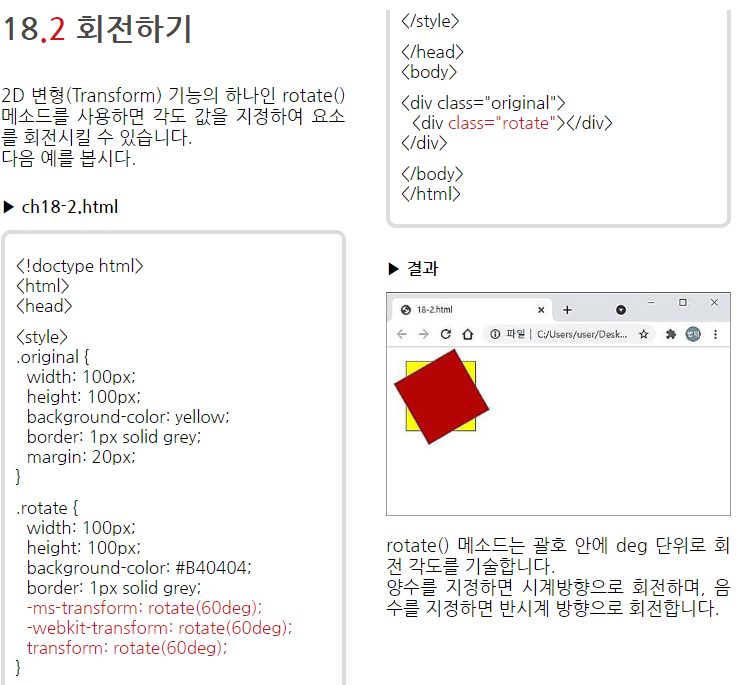 18.2 회전하기
2D 변형(Transform) 기능의 하나인 rotate()
메소드를 사용하면 각도 값을 지정하여 요소
를 회전시킬 수 있습니다.
다음 예를 봅시다.
▶ ch18-2.html
<!doctype html>
<html>
<head>
<style>
.original {
width: 100px;
height: 100px;
background-color: yellow;
border: 1px solid grey;
margin: 20px;
}
.rotate {
width: 100px;
height: 100px;
background-color: #B40404;
border: 1px solid grey;
-ms-transform: rotate(60deg);
-webkit-transform: rotate(60deg);
transform: rotate(60deg);
}
</style>
</head>
<body>
<div class="original">
<div class="rotate"></div>
</div>
</body>
</html>
▶ 결과
18-2.html
파일 | C:/Users/user/Desk...
rotate() 메소드는 괄호 안에 deg 단위로 회
전 각도를 기술합니다.
양수를 지정하면 시계방향으로 회전하며, 음
수를 지정하면 반시계 방향으로 회전합니다.